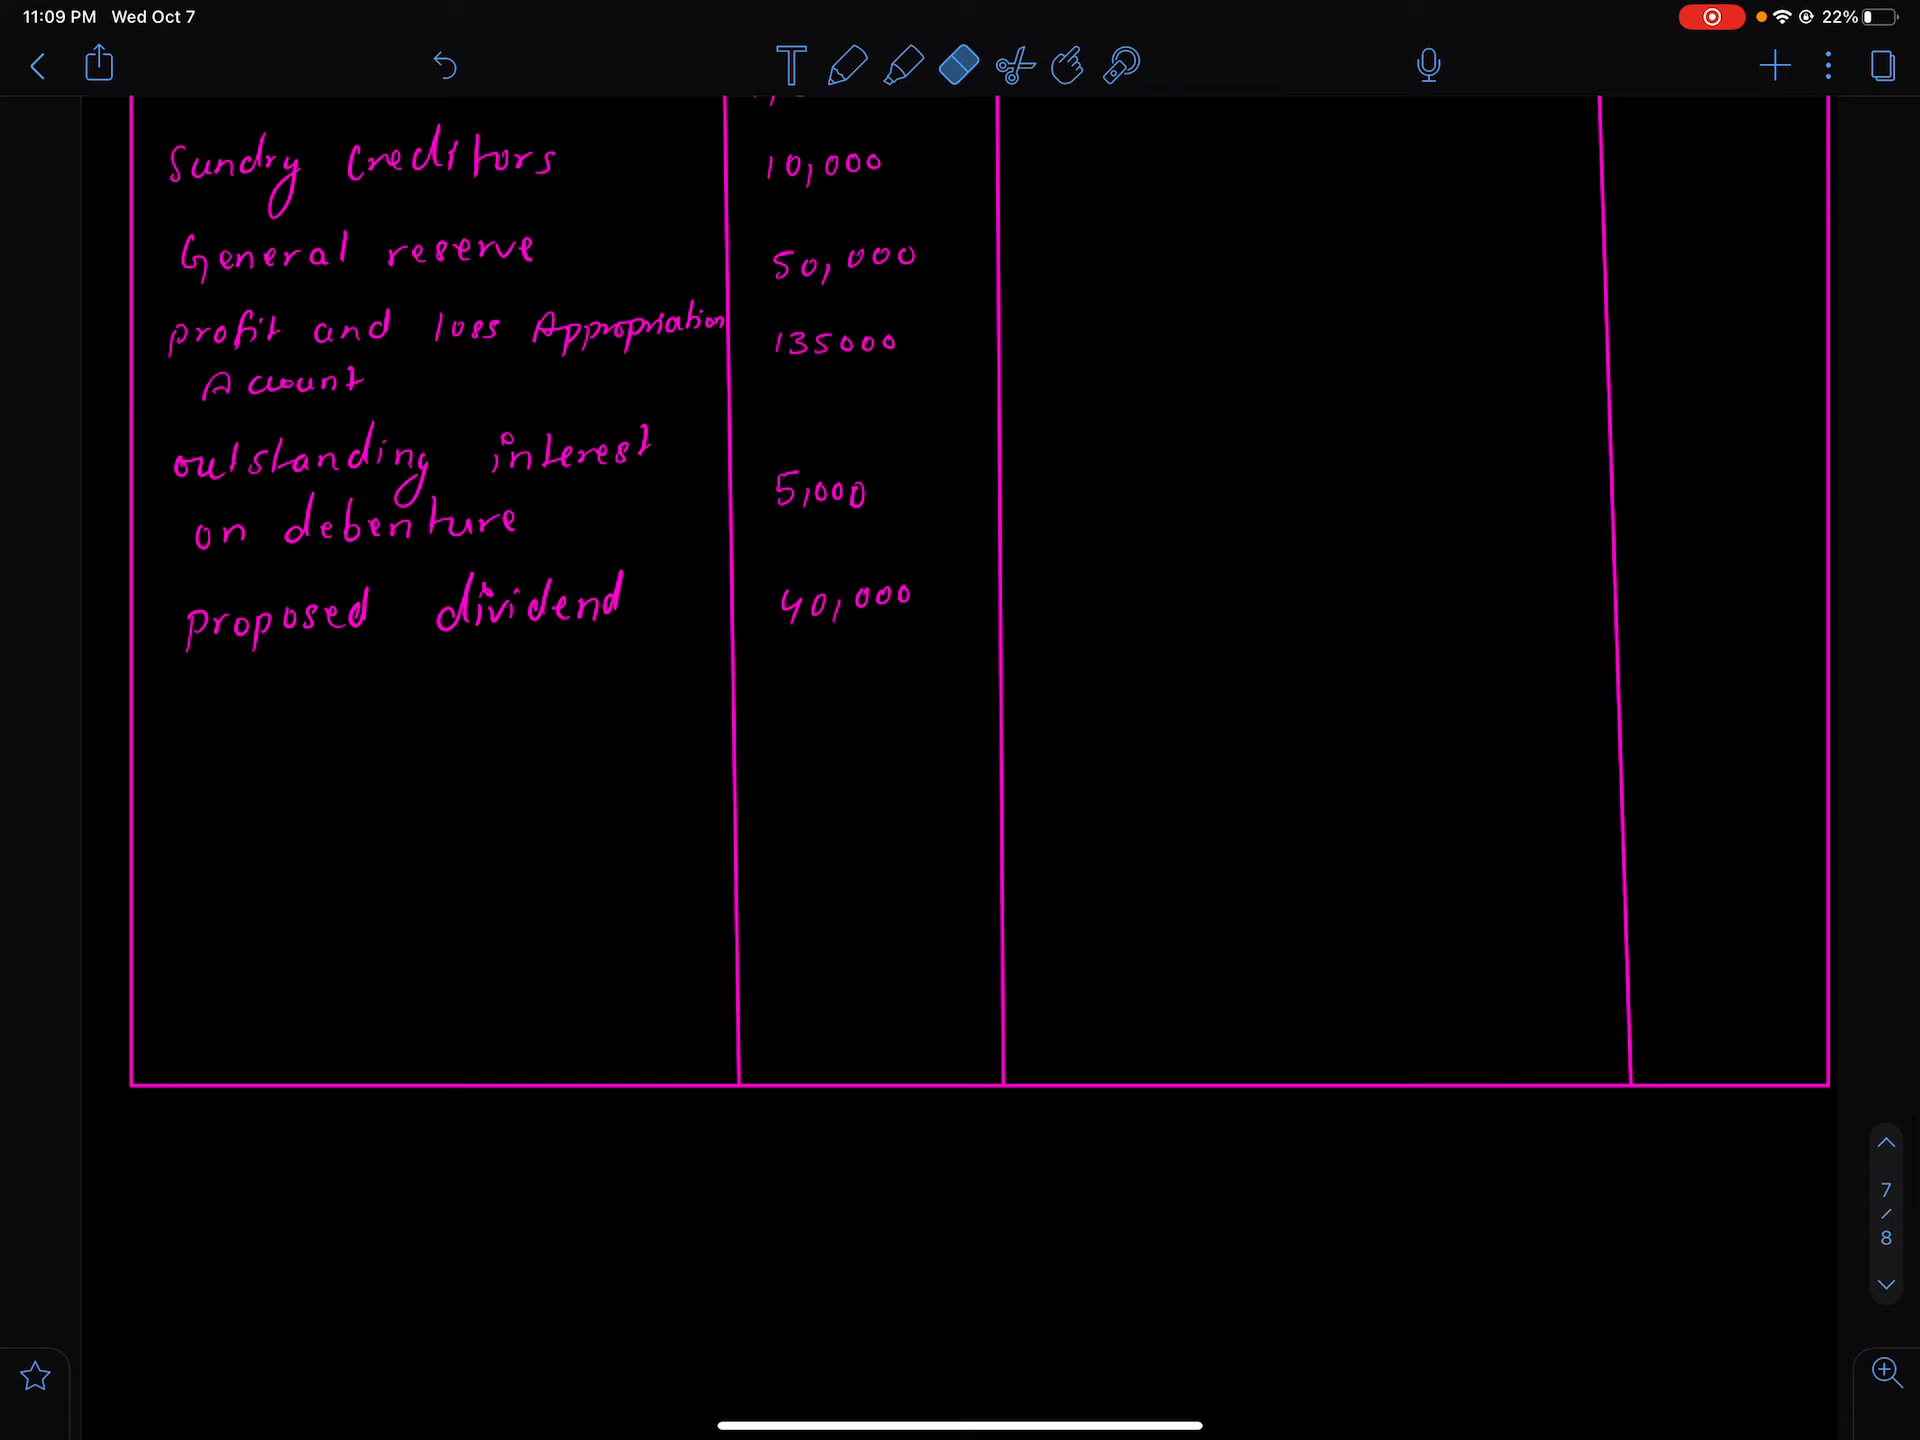 11:09 PM Wed Oct 7
22%
Sundry Creditors 10,000
General reserve 50,000
profit and loss Appropriation 135000
Account
outstanding interest
5,000
on debenture
proposed dividend 40,000
7
/
8